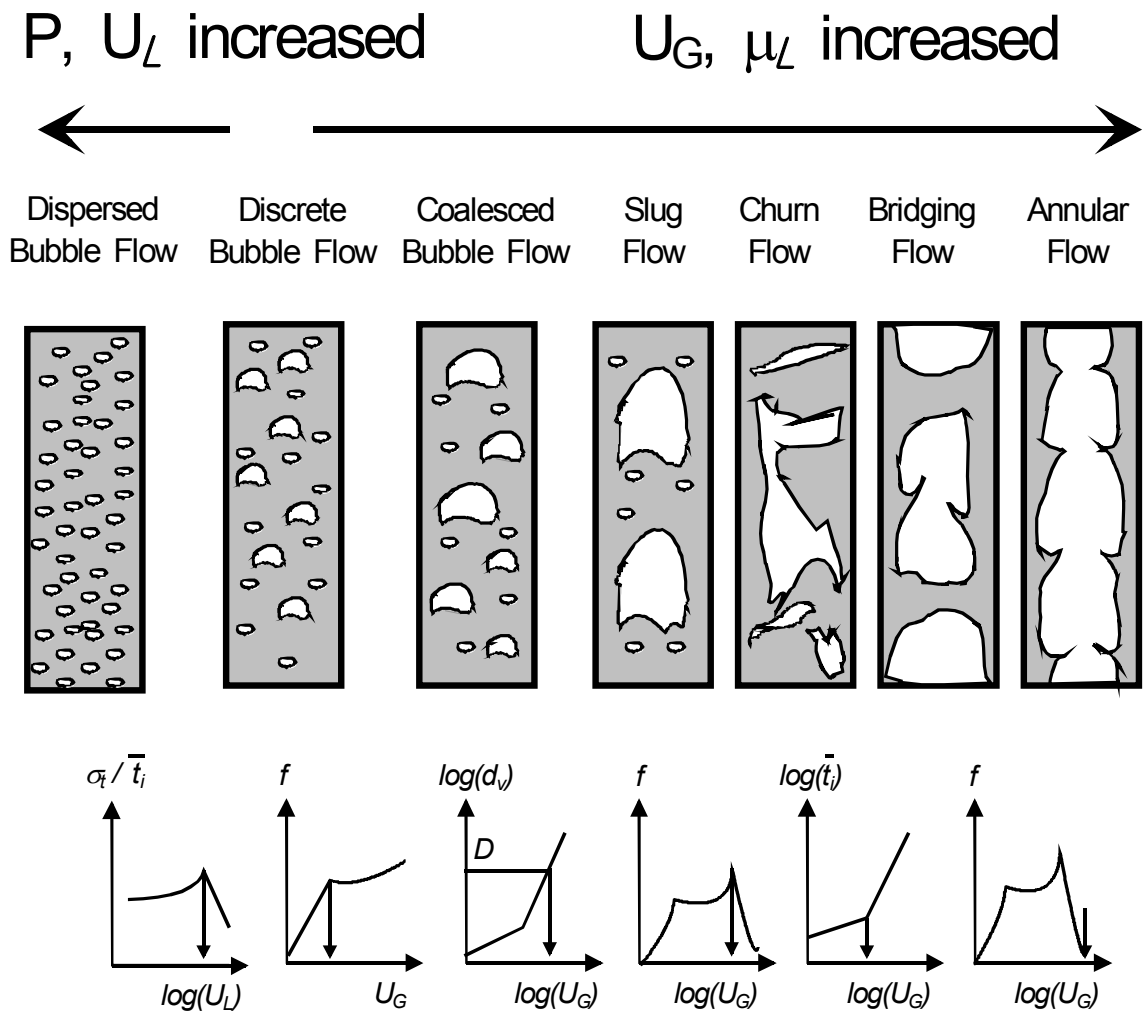 P, U_L increased
U_G, μ_L increased
Dispersed
Bubble Flow
Discrete
Bubble Flow
Coalesced
Bubble Flow
Slug
Flow
Churn
Flow
Bridging
Flow
Annular
Flow
σ_t / t̄_i
log(U_L)
f
U_G
log(d_v)
D
log(U_G)
f
log(U_G)
log(t̄_i)
log(U_G)
f
log(U_G)